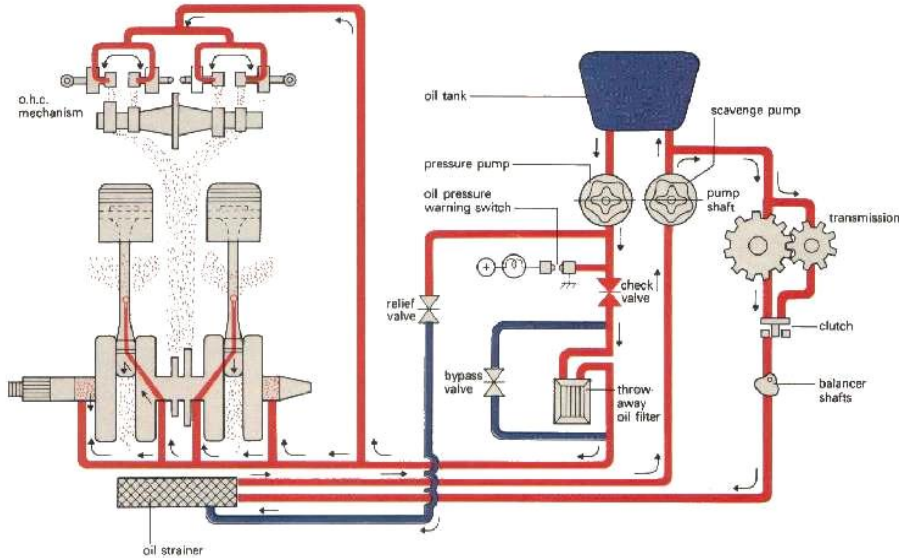 o.h.c.
mechanism
oil tank
scavenge pump
pressure pump
oil pressure
warning switch
pump
shaft
transmission
relief
valve
check
valve
clutch
bypass
valve
throw-
away
oil filter
balancer
shafts
oil strainer